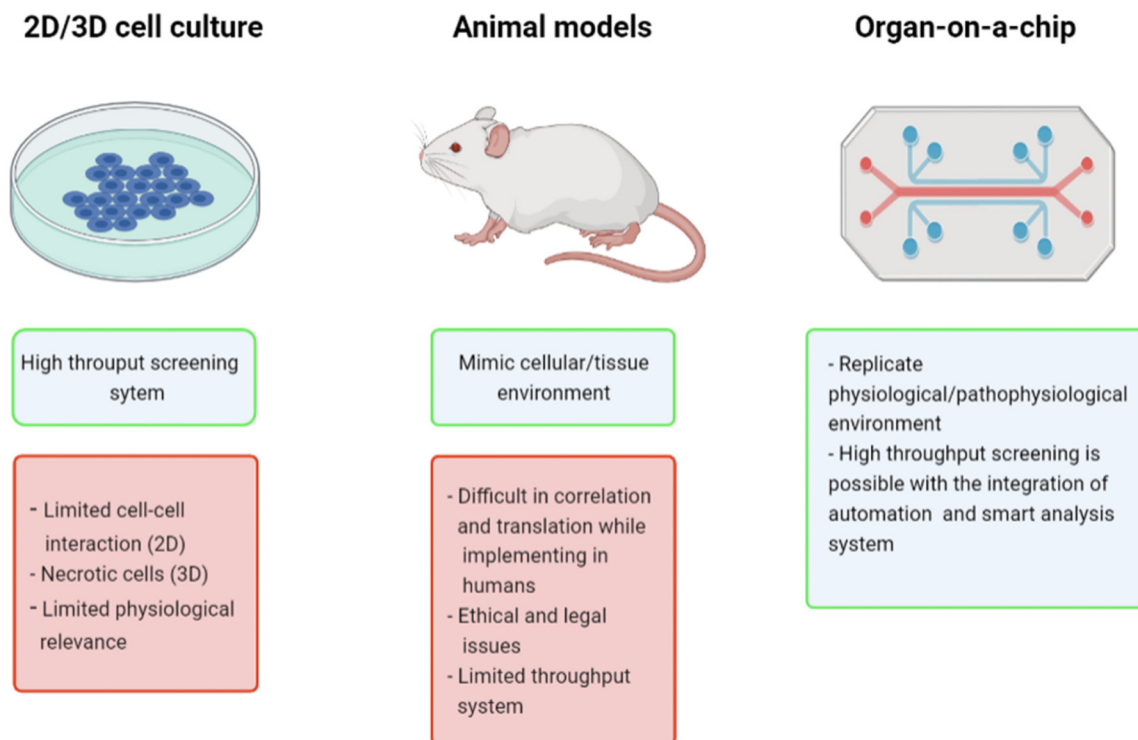 2D/3D cell culture
Animal models
Organ-on-a-chip
High throuput screening
sytem
- Limited cell-cell
interaction (2D)
- Necrotic cells (3D)
- Limited physiological
relevance
Mimic cellular/tissue
environment
- Difficult in correlation
and translation while
implementing in
humans
- Ethical and legal
issues
- Limited throughput
system
- Replicate
physiological/pathophysiological
environment
- High throughput screening is
possible with the integration of
automation and smart analysis
system